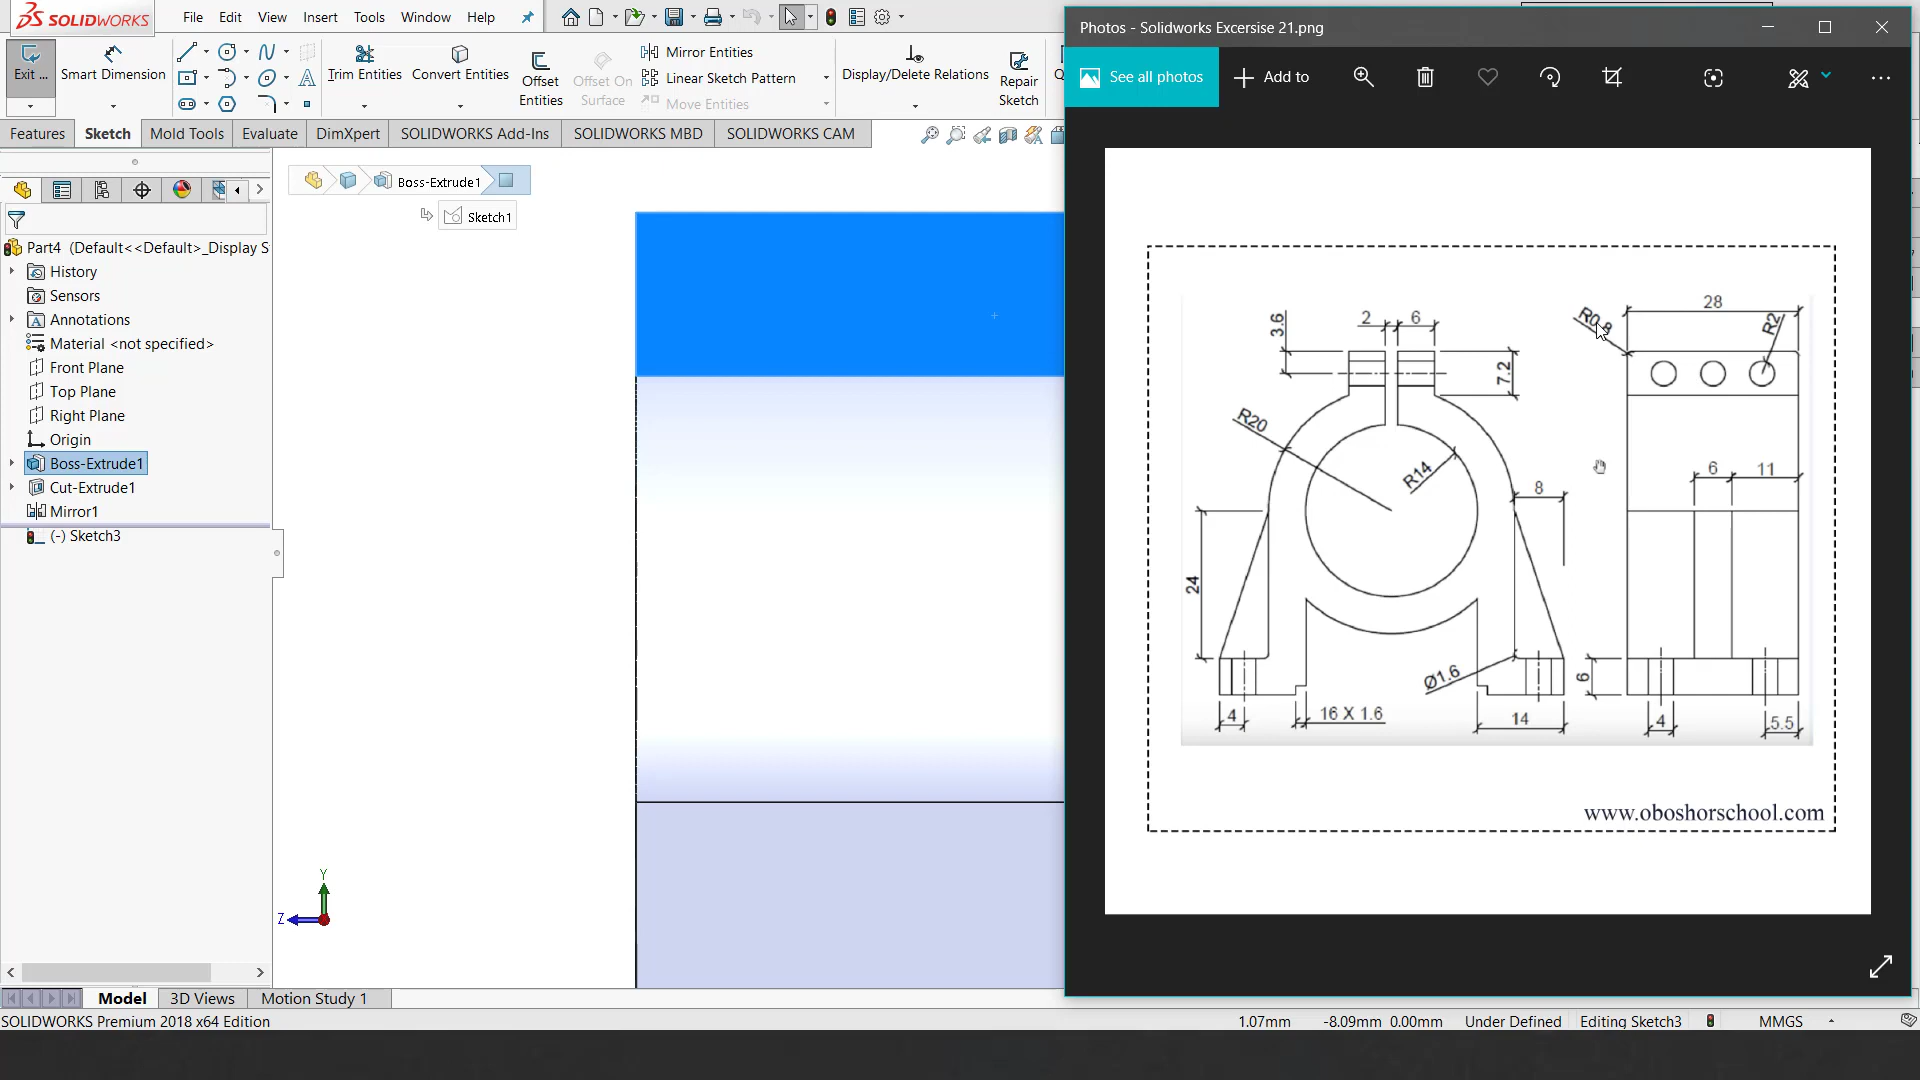 SOLIDWORKS
File Edit View Insert Tools Window Help
Exit ...
Smart Dimension
Trim Entities
Convert Entities
Offset Entities
Offset On Surface
Mirror Entities
Linear Sketch Pattern
Move Entities
Display/Delete Relations
Repair Sketch
Features Sketch Mold Tools Evaluate DimXpert SOLIDWORKS Add-Ins SOLIDWORKS MBD SOLIDWORKS CAM
Boss-Extrude1
Sketch1
Part4 (Default<<Default>_Display S
History
Sensors
Annotations
Material <not specified>
Front Plane
Top Plane
Right Plane
Origin
Boss-Extrude1
Cut-Extrude1
Mirror1
(-) Sketch3
Y
Z
Model 3D Views Motion Study 1
SOLIDWORKS Premium 2018 x64 Edition
1.07mm -8.09mm 0.00mm Under Defined Editing Sketch3 MMGS
Photos - Solidworks Excersise 21.png
See all photos
Add to
3.6
2
6
7.2
R20
R14
8
24
Ø1.6
4
16 X 1.6
14
R0.8
28
R2
6
11
6
4
5.5
www.oboshorschool.com